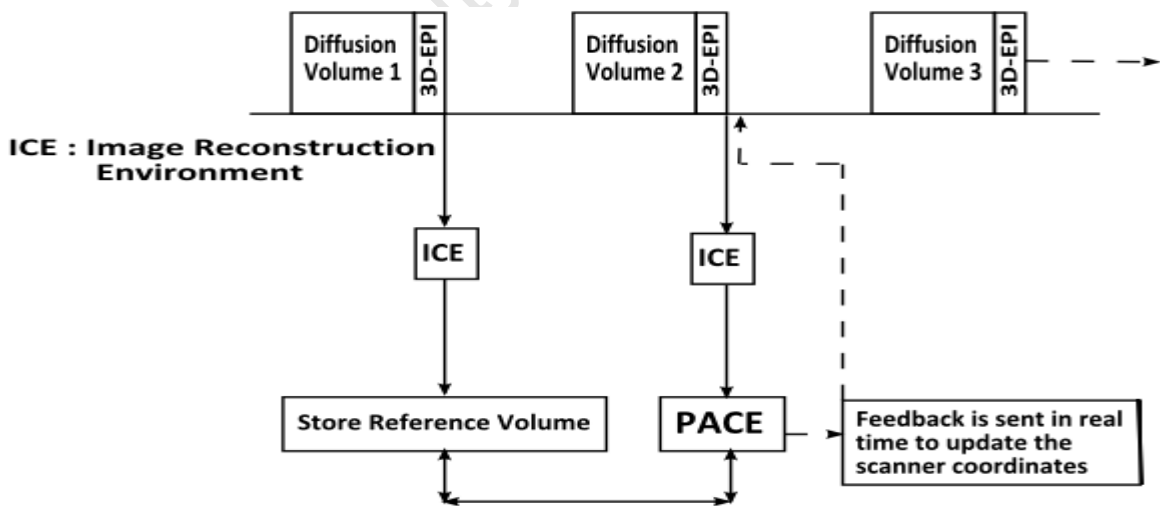 Diffusion
Volume 1
3D-EPI
Diffusion
Volume 2
3D-EPI
Diffusion
Volume 3
3D-EPI
ICE : Image Reconstruction
Environment
ICE
ICE
Store Reference Volume
PACE
Feedback is sent in real
time to update the
scanner coordinates